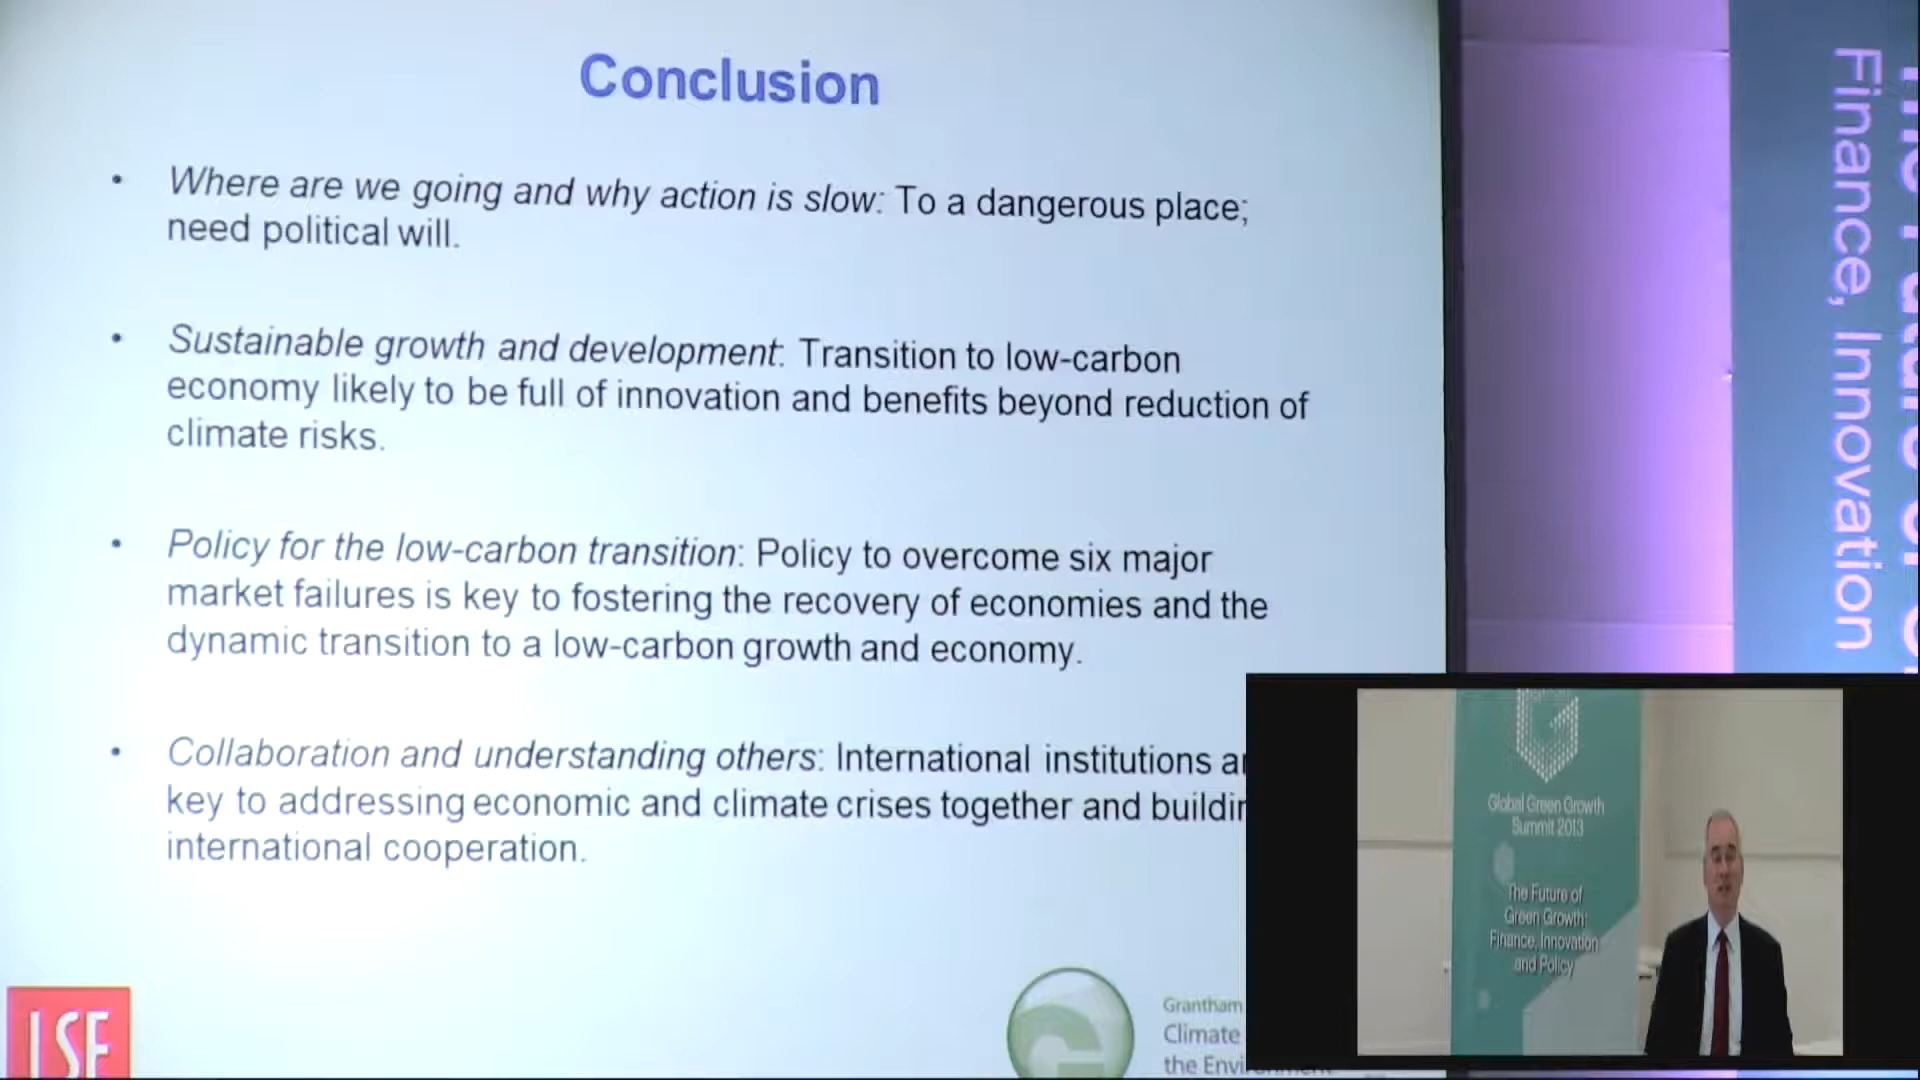 Conclusion
• Where are we going and why action is slow: To a dangerous place;
need political will.
• Sustainable growth and development: Transition to low-carbon
economy likely to be full of innovation and benefits beyond reduction of
climate risks.
• Policy for the low-carbon transition: Policy to overcome six major
market failures is key to fostering the recovery of economies and the
dynamic transition to a low-carbon growth and economy.
• Collaboration and understanding others: International institutions
key to addressing economic and climate crises together and
international cooperation.
LSE
Grantham
Climate
the
Finance, Innovation
Global Green Growth
Summit 2013
The Future of
Green Growth:
Finance, Innovation
and Policy